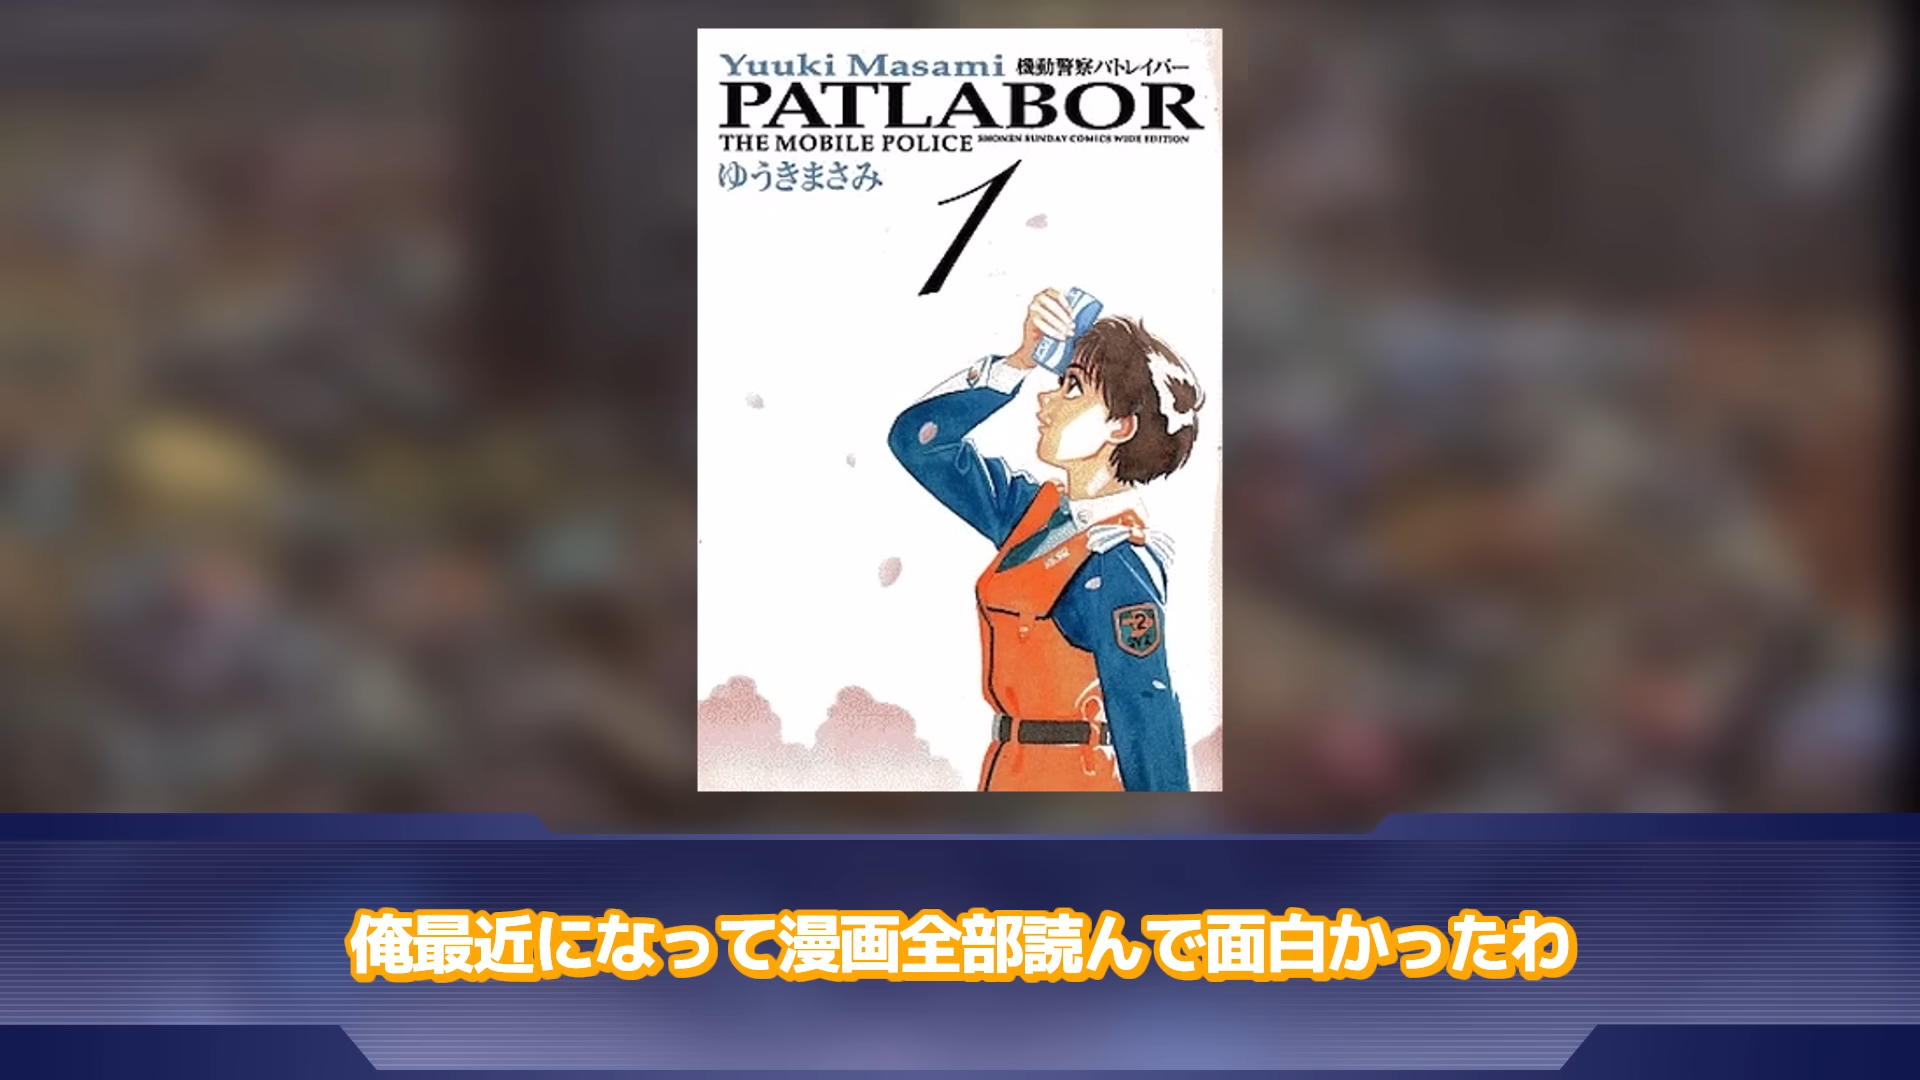 Yuuki Masami 機動警察パトレイバー
PATLABOR
THE MOBILE POLICE SHONEN SUNDAY COMICS WIDE EDITION
ゆうきまさみ
1
2
俺最近になって漫画全部読んで面白かったわ